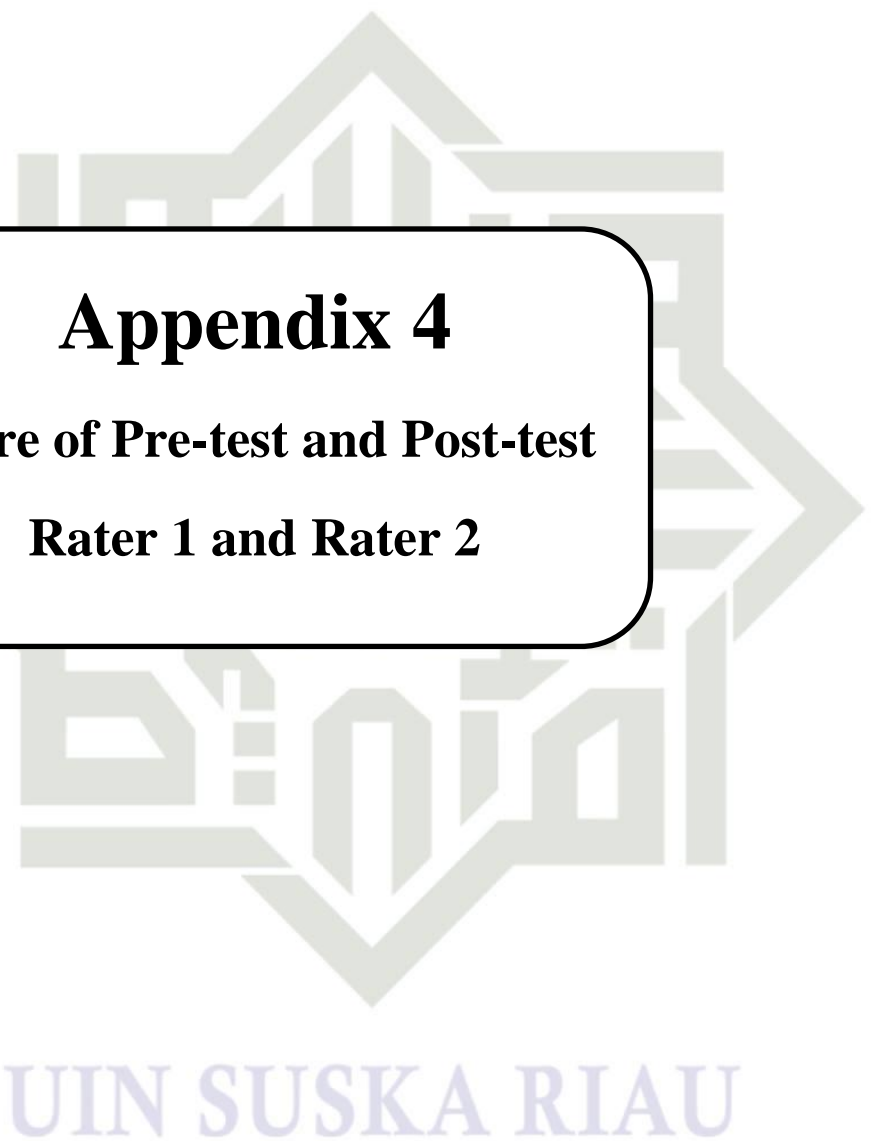 Appendix 4
re of Pre-test and Post-test
Rater 1 and Rater 2
UIN SUSKA RIAU